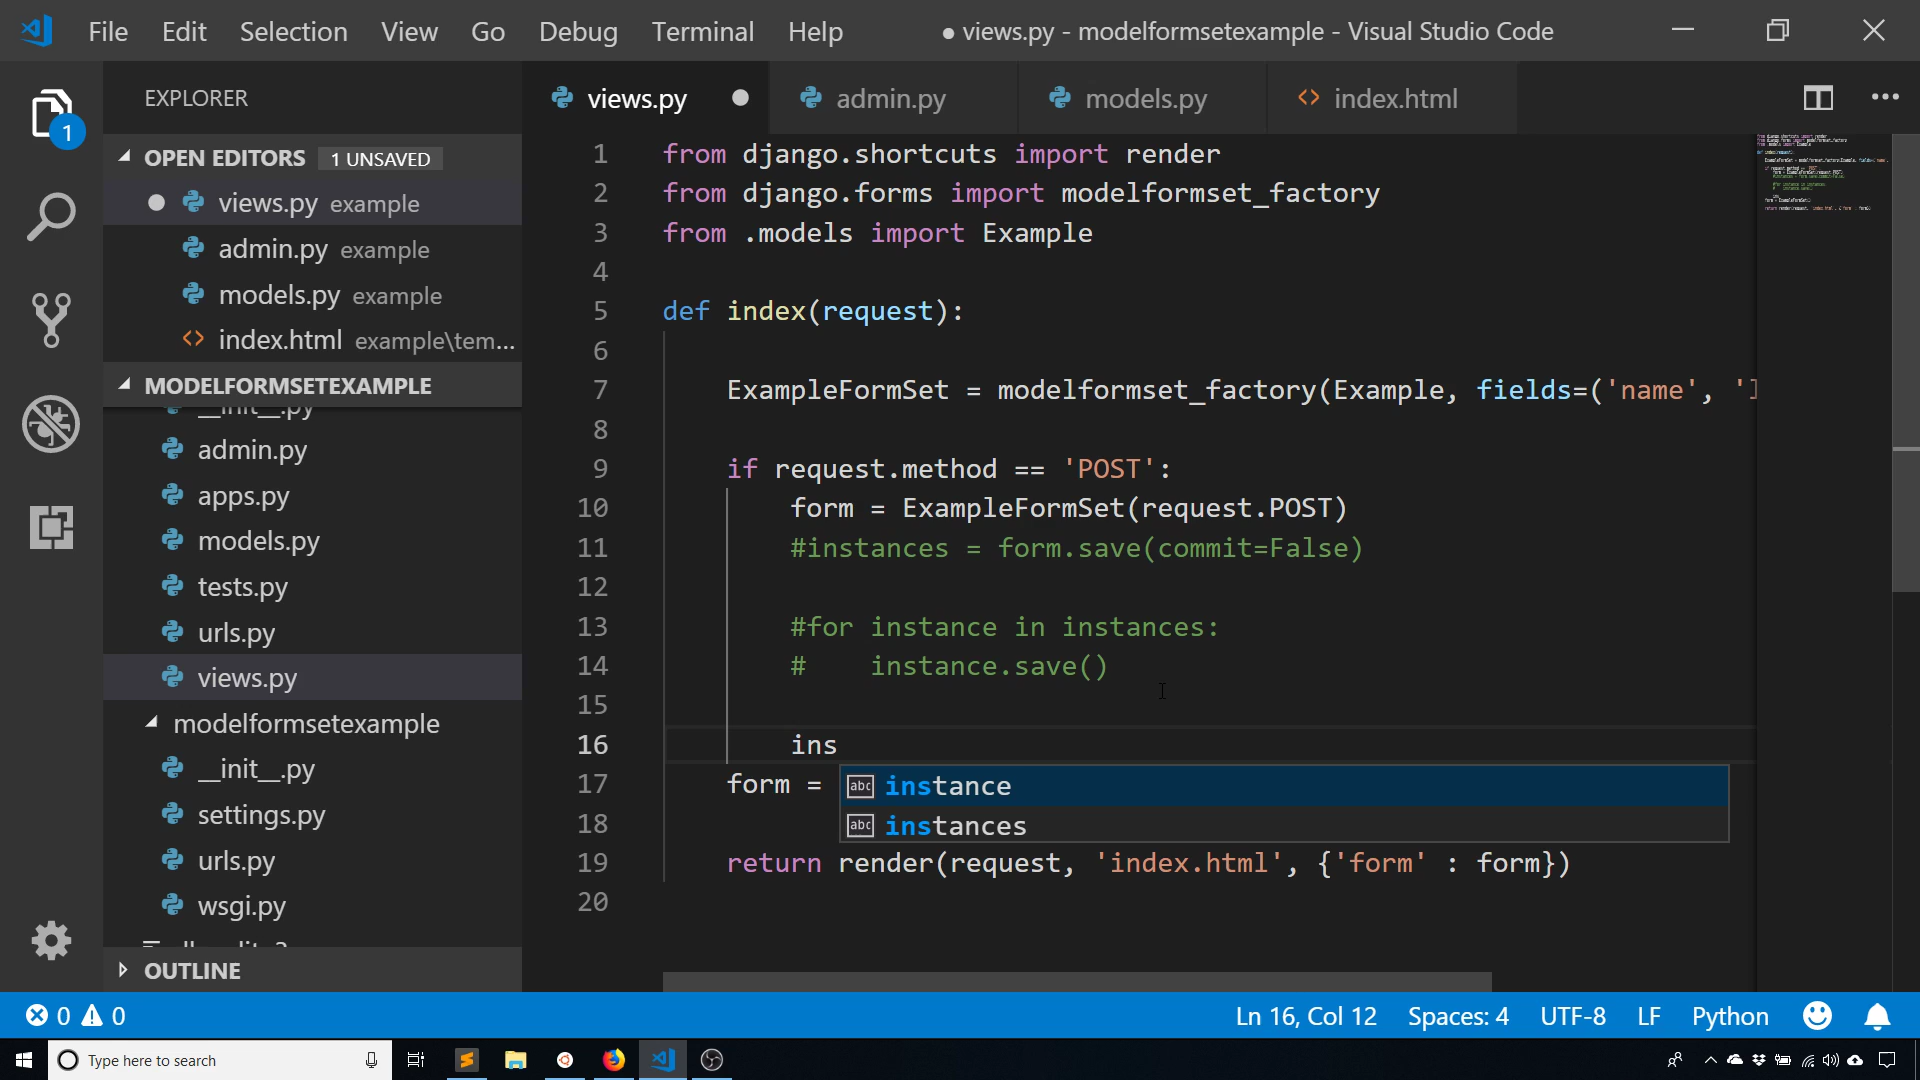 File Edit Selection View Go Debug Terminal Help ● views.py - modelformsetexample - Visual Studio Code
EXPLORER
views.py admin.py models.py index.html
OPEN EDITORS 1 UNSAVED
views.py example
admin.py example
models.py example
index.html example\tem...
MODELFORMSETEXAMPLE
__init__.py
admin.py
apps.py
models.py
tests.py
urls.py
views.py
modelformsetexample
__init__.py
settings.py
urls.py
wsgi.py
OUTLINE
1 from django.shortcuts import render
2 from django.forms import modelformset_factory
3 from .models import Example
4
5 def index(request):
6
7 ExampleFormSet = modelformset_factory(Example, fields=('name', '
8
9 if request.method == 'POST':
10 form = ExampleFormSet(request.POST)
11 #instances = form.save(commit=False)
12
13 #for instance in instances:
14 #    instance.save()
15
16 ins
17 form =
instance
18
instances
19 return render(request, 'index.html', {'form' : form})
20
1
0 0 Ln 16, Col 12 Spaces: 4 UTF-8 LF Python
Type here to search